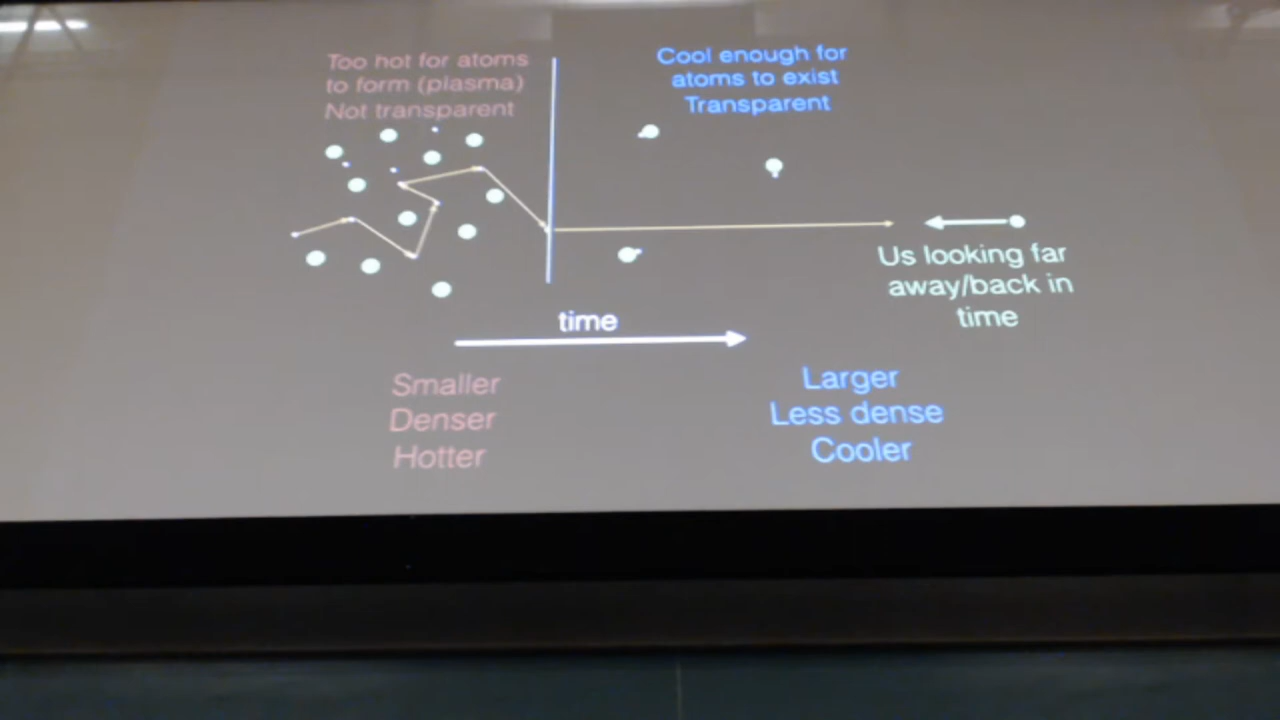 Too hot for atoms
to form (plasma)
Not transparent
Cool enough for
atoms to exist
Transparent
Us looking far
away/back in
time
time
Smaller
Denser
Hotter
Larger
Less dense
Cooler